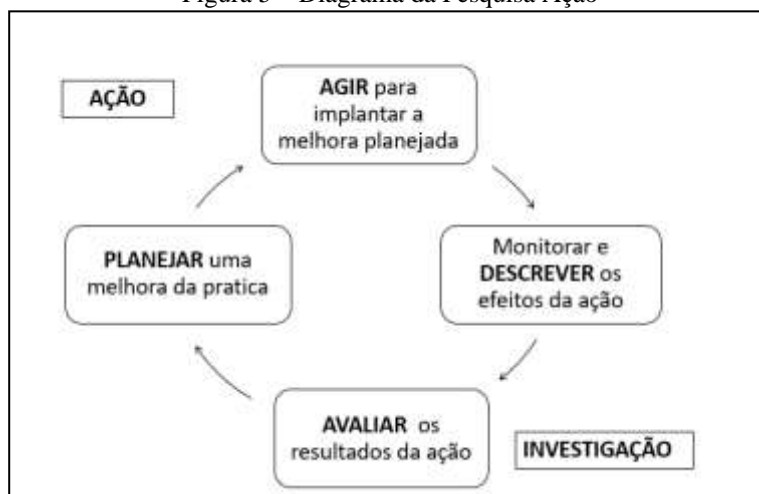 Figura 3 – Diagrama da Pesquisa Ação
AÇÃO
AGIR para
implantar a
melhora planejada
PLANEJAR uma
melhora da pratica
Monitorar e
DESCREVER os
efeitos da ação
AVALIAR os
resultados da ação
INVESTIGAÇÃO